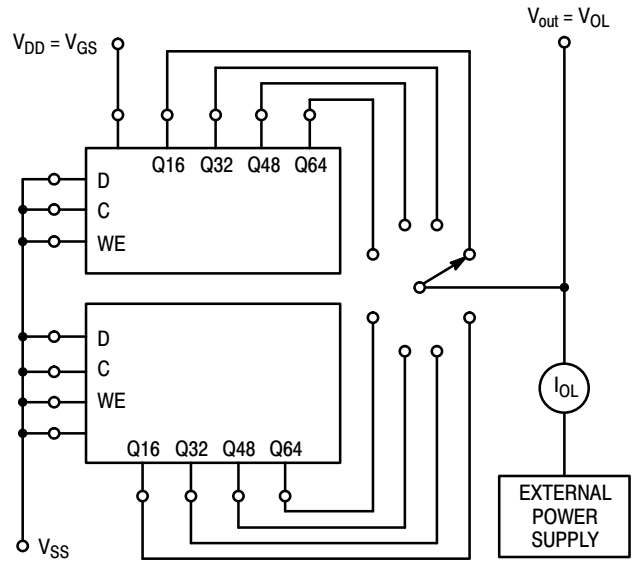 V_DD = V_GS
V_out = V_OL
Q16 Q32 Q48 Q64
D
C
WE
D
C
WE
Q16 Q32 Q48 Q64
V_SS
I_OL
EXTERNAL
POWER
SUPPLY